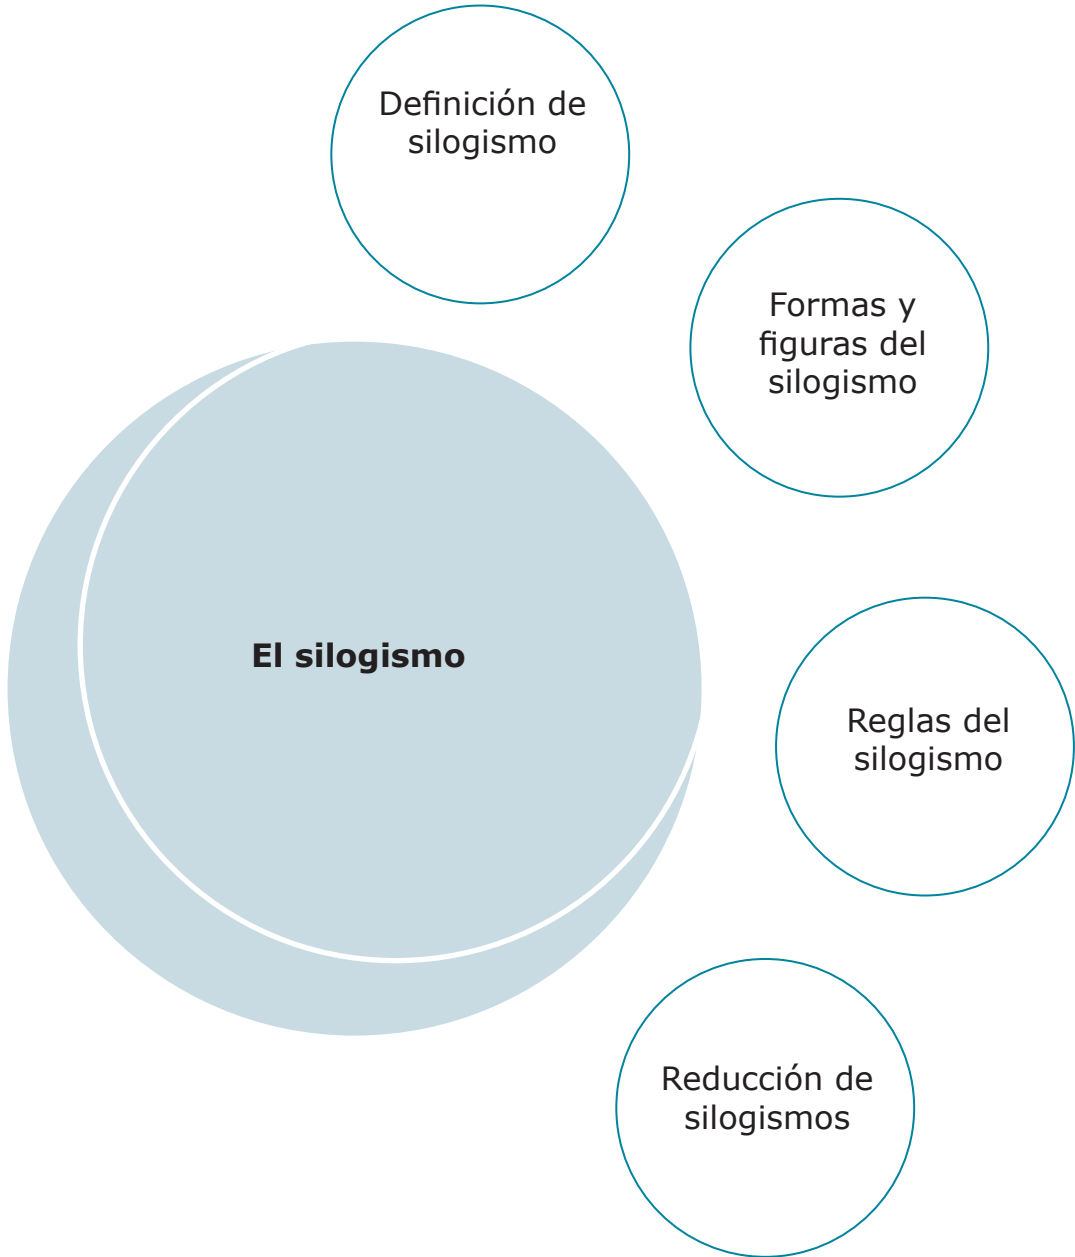 Definición de
silogismo
Formas y
figuras del
silogismo
El silogismo
Reglas del
silogismo
Reducción de
silogismos